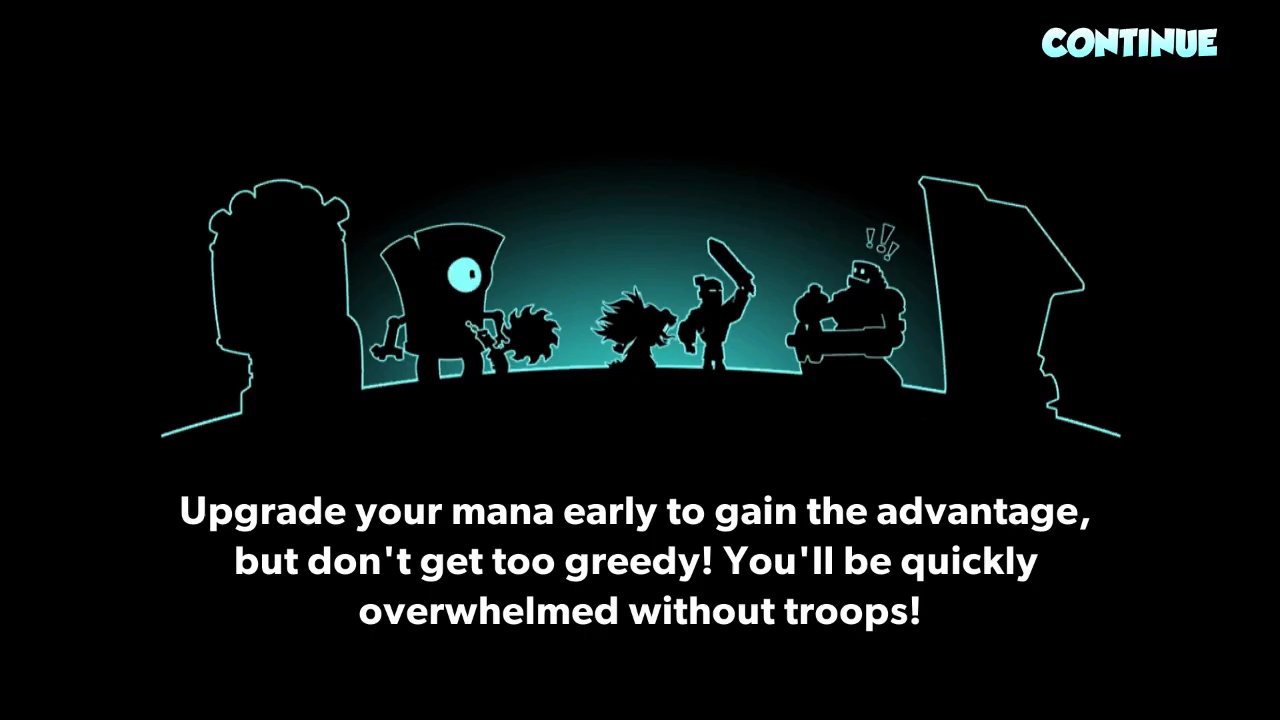 CONTINUE
Upgrade your mana early to gain the advantage,
but don't get too greedy! You'll be quickly
overwhelmed without troops!